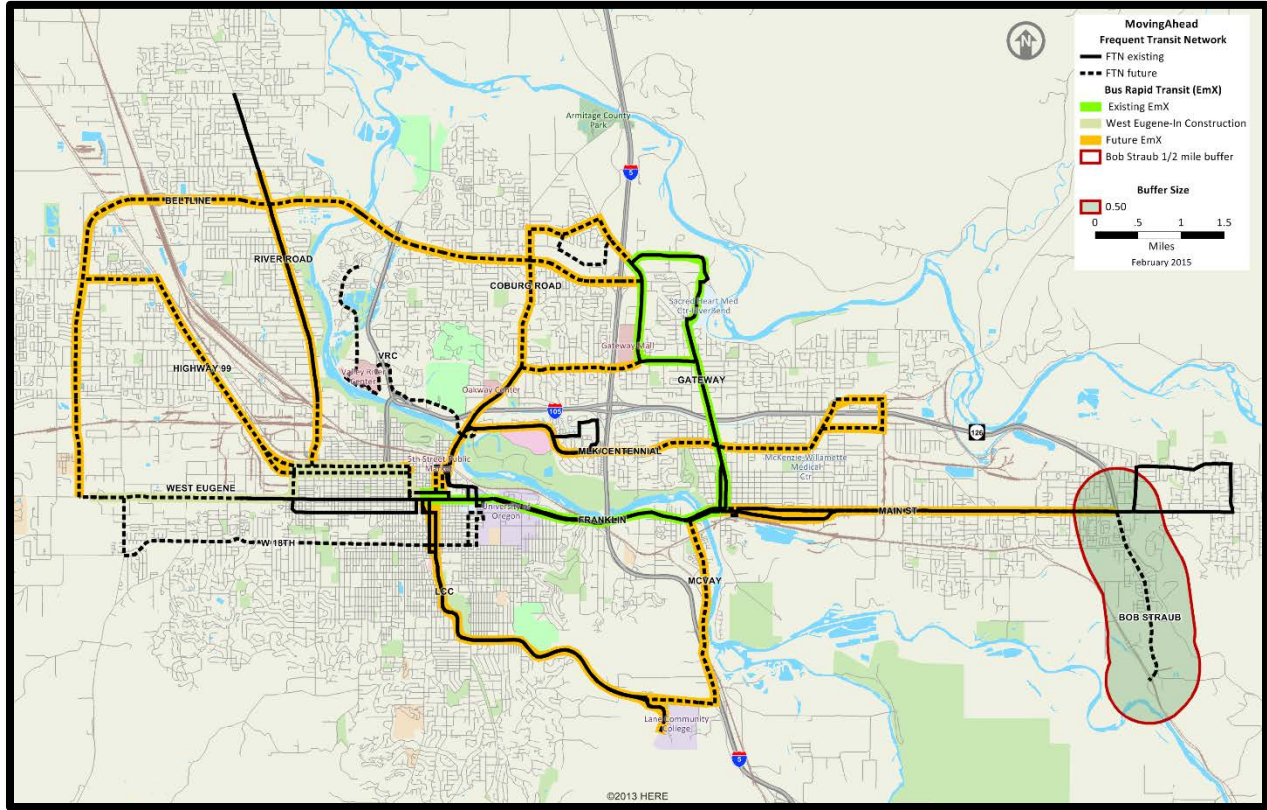 MovingAhead
Frequent Transit Network
FTN existing
FTN future
Bus Rapid Transit (EmX)
Existing EmX
West Eugene-In Construction
Future EmX
Bob Straub 1/2 mile buffer
Buffer Size
0.50
0 .5 1 1.5
Miles
February 2015
N
Armitage County
Park
5
BELTLINE
RIVER ROAD
COBURG ROAD
Sacred Heart Med
Ctr-River Bend
Gateway Mall
VRC
Valley River
Center
HIGHWAY 99
GATEWAY
Oakway Center
105
126
MLK CENTENNIAL
McKenzie-Willamette
Medical
Ctr
5th Street Public
Market
WEST EUGENE
University of
Oregon
FRANKLIN
MAIN ST
W 18TH
MCVAY
LCC
BOB STRAUB
Lane Community
College
5
©2013 HERE